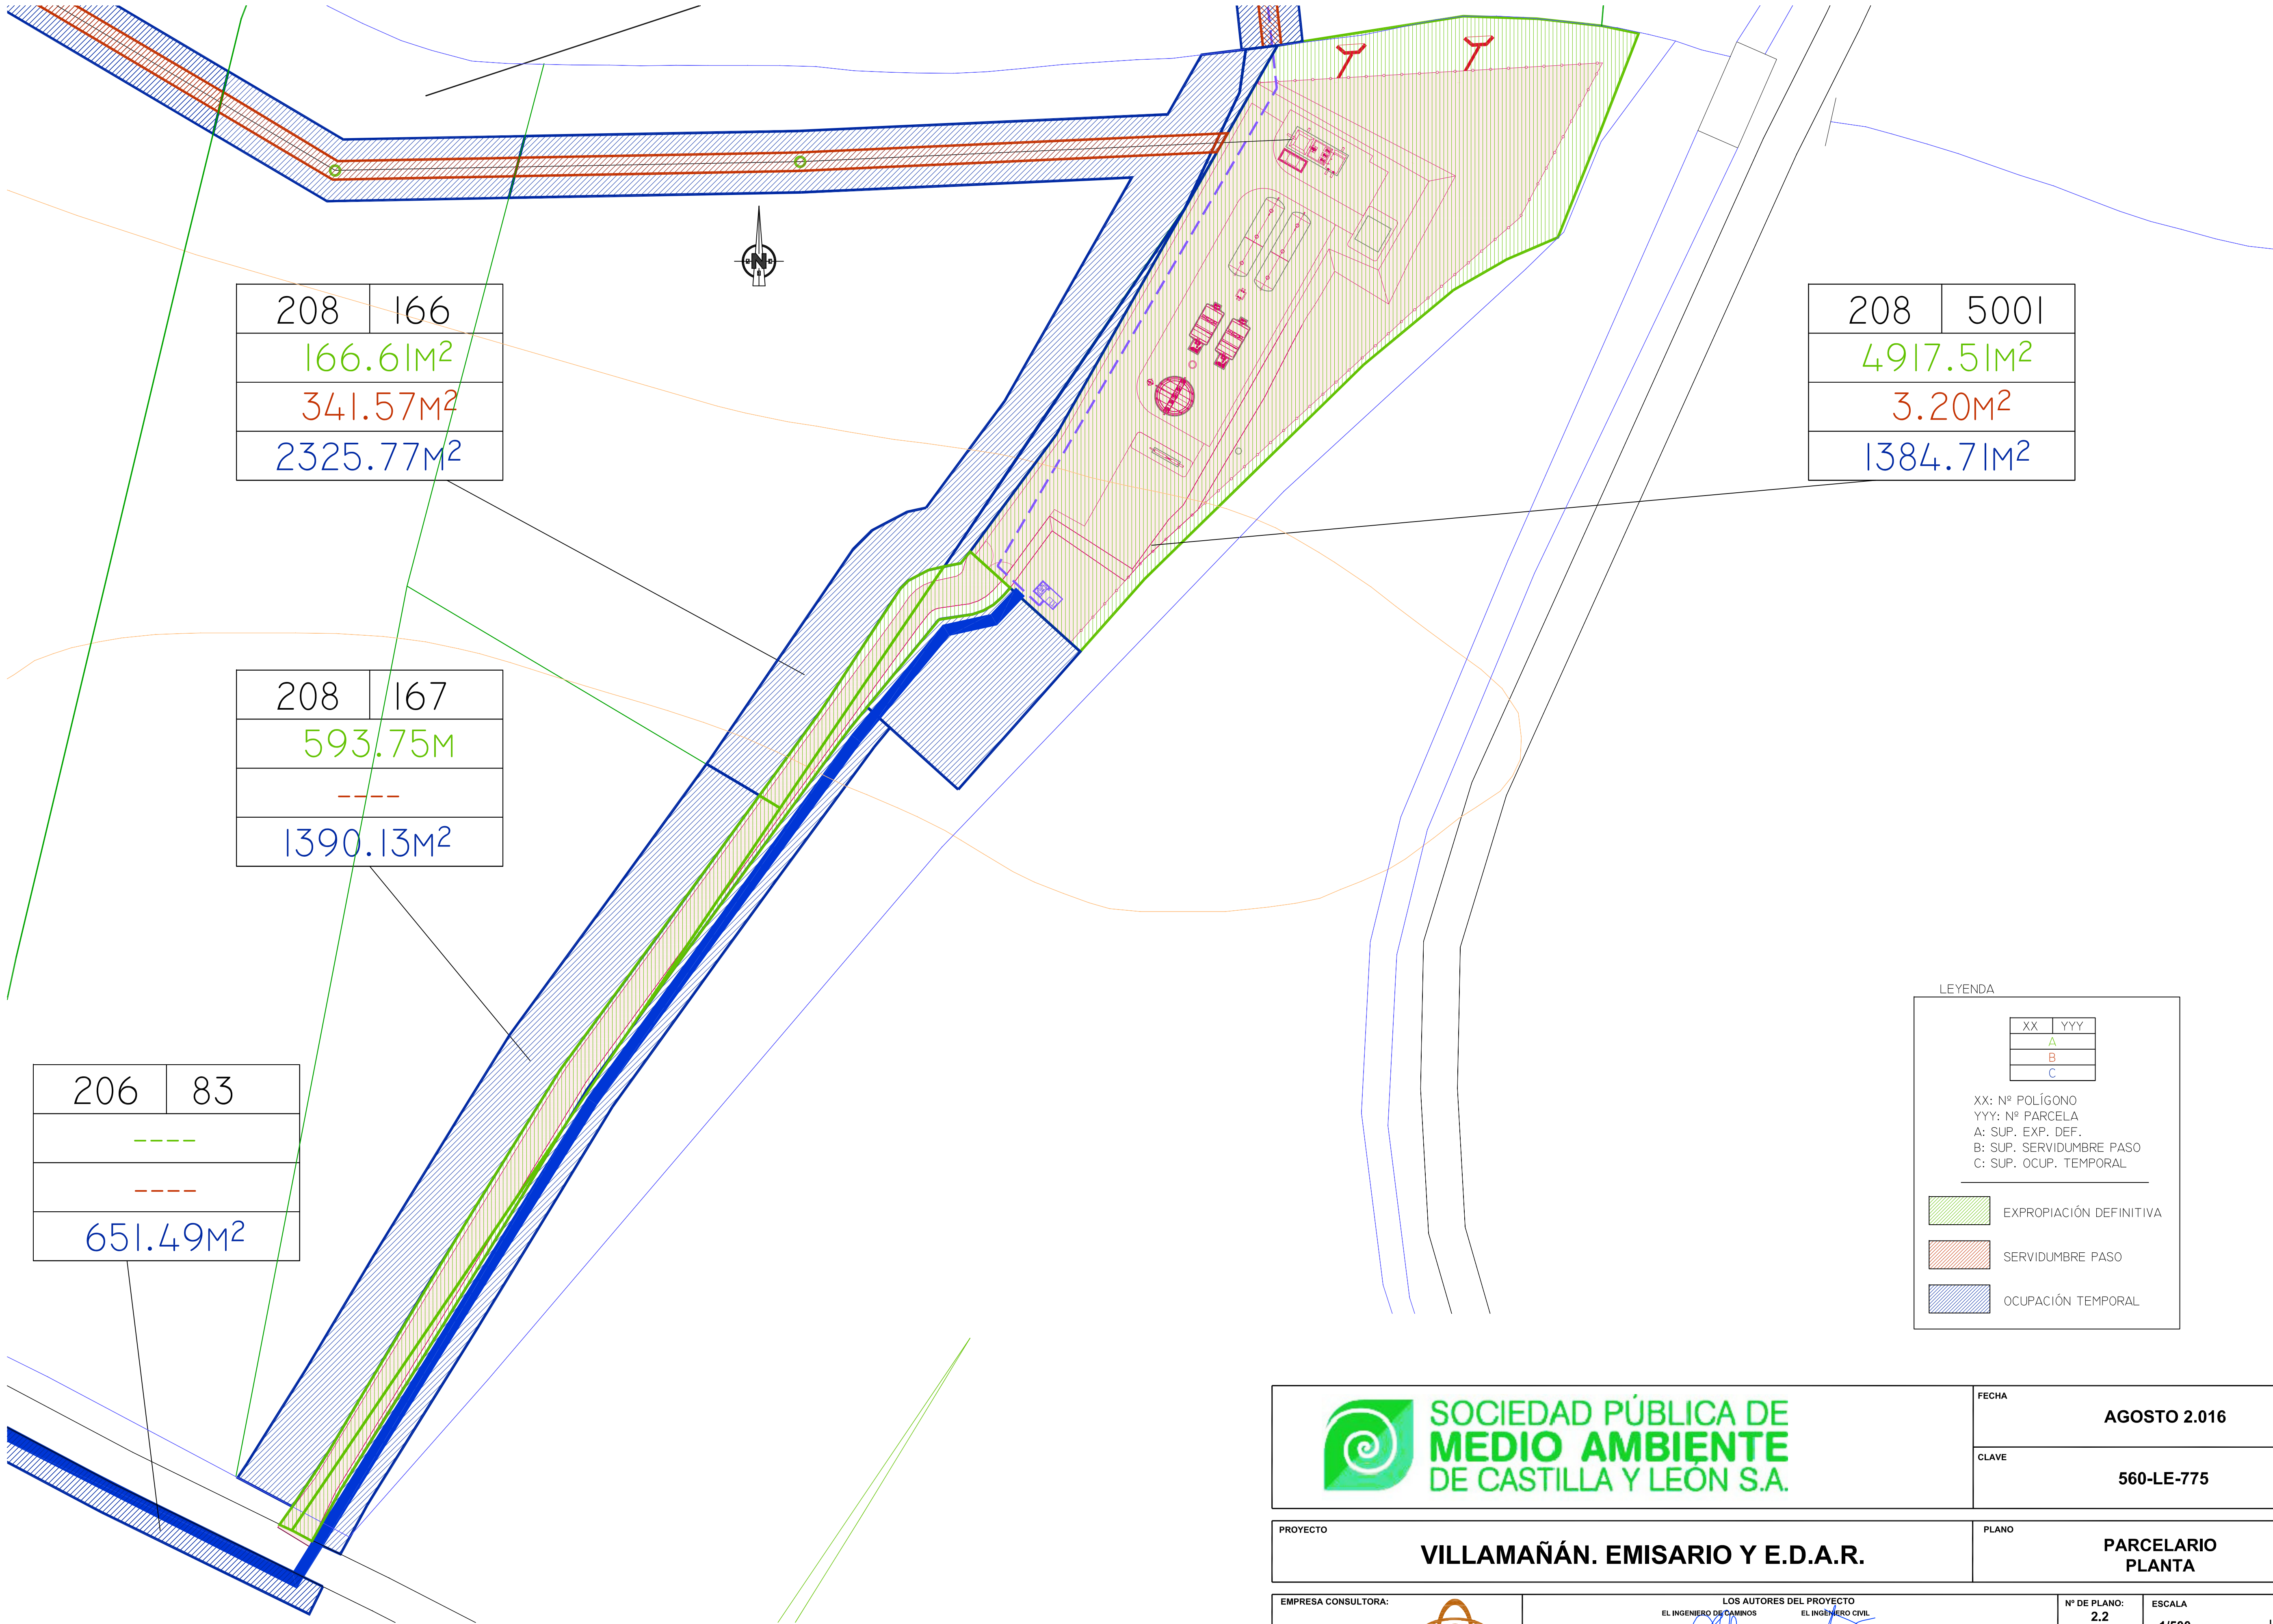 208 166
166.61M²
341.57M²
2325.77M²
208 5001
4917.51M²
3.20M²
1384.71M²
N
208 167
593.75M
----
1390.13M²
206 83
----
----
651.49M²
LEYENDA
XX YYY
A
B
C
XX: Nº POLÍGONO
YYY: Nº PARCELA
A: SUP. EXP. DEF.
B: SUP. SERVIDUMBRE PASO
C: SUP. OCUP. TEMPORAL
EXPROPIACIÓN DEFINITIVA
SERVIDUMBRE PASO
OCUPACIÓN TEMPORAL
SOCIEDAD PÚBLICA DE
MEDIO AMBIENTE
DE CASTILLA Y LEÓN S.A.
FECHA
AGOSTO 2.016
CLAVE
560-LE-775
PROYECTO
VILLAMAÑÁN. EMISARIO Y E.D.A.R.
PLANO
PARCELARIO
PLANTA
EMPRESA CONSULTORA:
LOS AUTORES DEL PROYECTO
EL INGENIERO DE CAMINOS EL INGENIERO CIVIL
Nº DE PLANO:
2.2
ESCALA